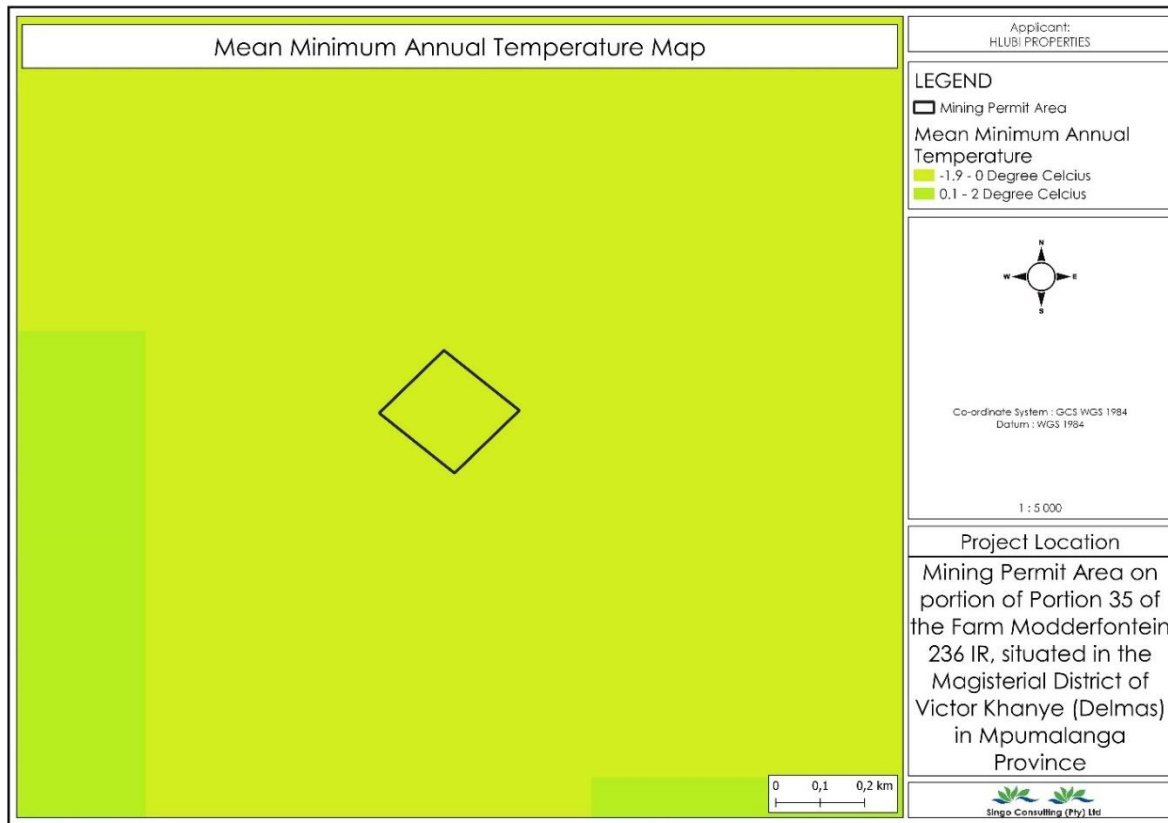 Mean Minimum Annual Temperature Map
Applicant:
HLUBI PROPERTIES
LEGEND
Mining Permit Area
Mean Minimum Annual
Temperature
-1.9 - 0 Degree Celcius
0.1 - 2 Degree Celcius
N
W
E
S
Co-ordinate System : GCS WGS 1984
Datum : WGS 1984
1 : 5 000
Project Location
Mining Permit Area on
portion of Portion 35 of
the Farm Modderfontein
236 IR, situated in the
Magisterial District of
Victor Khanye (Delmas)
in Mpumalanga
Province
0 0,1 0,2 km
Singo Consulting (Pty) Ltd